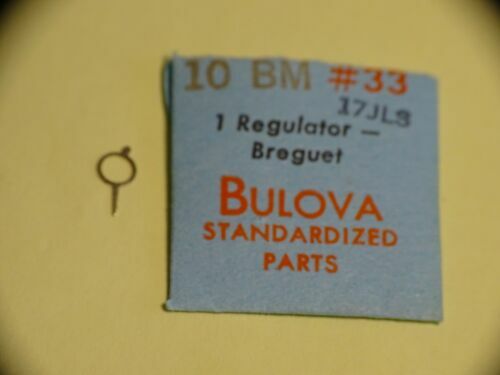 10 BM #33
17JLS
1 Regulator —
Breguet
BULOVA
STANDARDIZED
PARTS